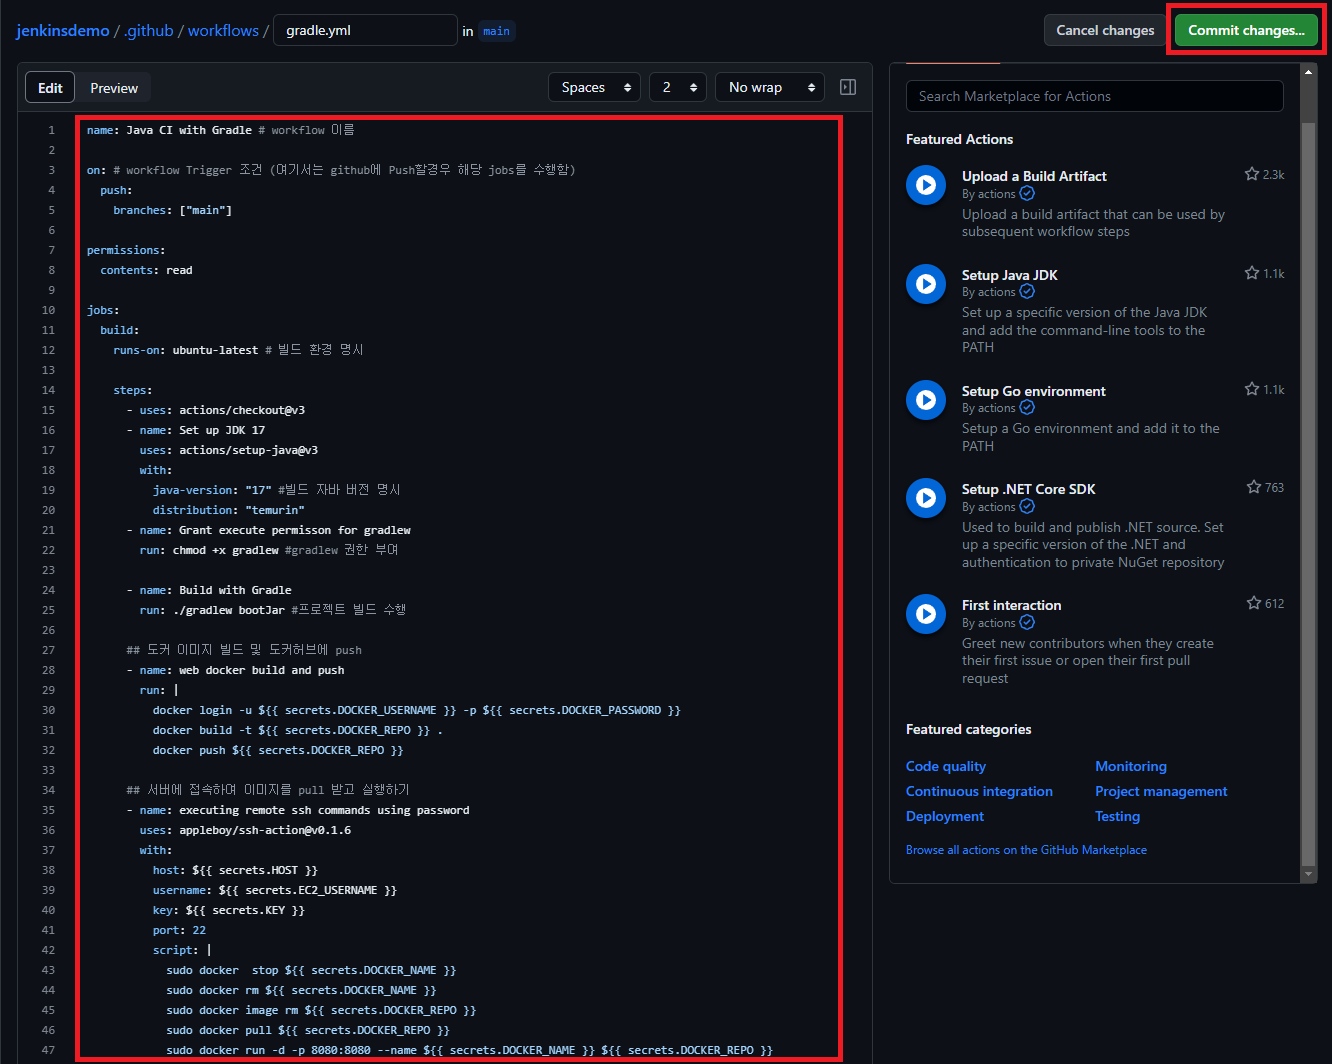 jenkinsdemo / .github / workflows / gradle.yml in main
Cancel changes Commit changes...
Edit Preview Spaces 2 No wrap
1 name: Java CI with Gradle # workflow 이름
2
3 on: # workflow Trigger 조건 (여기서는 github에 Push할경우 해당 jobs를 수행함)
4 push:
5 branches: ["main"]
6
7 permissions:
8 contents: read
9
10 jobs:
11 build:
12 runs-on: ubuntu-latest # 빌드 환경 명시
13
14 steps:
15 - uses: actions/checkout@v3
16 - name: Set up JDK 17
17 uses: actions/setup-java@v3
18 with:
19 java-version: "17" #빌드 자바 버전 명시
20 distribution: "temurin"
21 - name: Grant execute permisson for gradlew
22 run: chmod +x gradlew #gradlew 권한 부여
23
24 - name: Build with Gradle
25 run: ./gradlew bootJar #프로젝트 빌드 수행
26
27 ## 도커 이미지 빌드 및 도커허브에 push
28 - name: web docker build and push
29 run: |
30 docker login -u ${{ secrets.DOCKER_USERNAME }} -p ${{ secrets.DOCKER_PASSWORD }}
31 docker build -t ${{ secrets.DOCKER_REPO }} .
32 docker push ${{ secrets.DOCKER_REPO }}
33
34 ## 서버에 접속하여 이미지를 pull 받고 실행하기
35 - name: executing remote ssh commands using password
36 uses: appleboy/ssh-action@v0.1.6
37 with:
38 host: ${{ secrets.HOST }}
39 username: ${{ secrets.EC2_USERNAME }}
40 key: ${{ secrets.KEY }}
41 port: 22
42 script: |
43 sudo docker  stop ${{ secrets.DOCKER_NAME }}
44 sudo docker rm ${{ secrets.DOCKER_NAME }}
45 sudo docker image rm ${{ secrets.DOCKER_REPO }}
46 sudo docker pull ${{ secrets.DOCKER_REPO }}
47 sudo docker run -d -p 8080:8080 --name ${{ secrets.DOCKER_NAME }} ${{ secrets.DOCKER_REPO }}
Search Marketplace for Actions
Featured Actions
Upload a Build Artifact 2.3k
By actions
Upload a build artifact that can be used by
subsequent workflow steps
Setup Java JDK 1.1k
By actions
Set up a specific version of the Java JDK
and add the command-line tools to the
PATH
Setup Go environment 1.1k
By actions
Setup a Go environment and add it to the
PATH
Setup .NET Core SDK 763
By actions
Used to build and publish .NET source. Set
up a specific version of the .NET and
authentication to private NuGet repository
First interaction 612
By actions
Greet new contributors when they create
their first issue or open their first pull
request
Featured categories
Code quality Monitoring
Continuous integration Project management
Deployment Testing
Browse all actions on the GitHub Marketplace